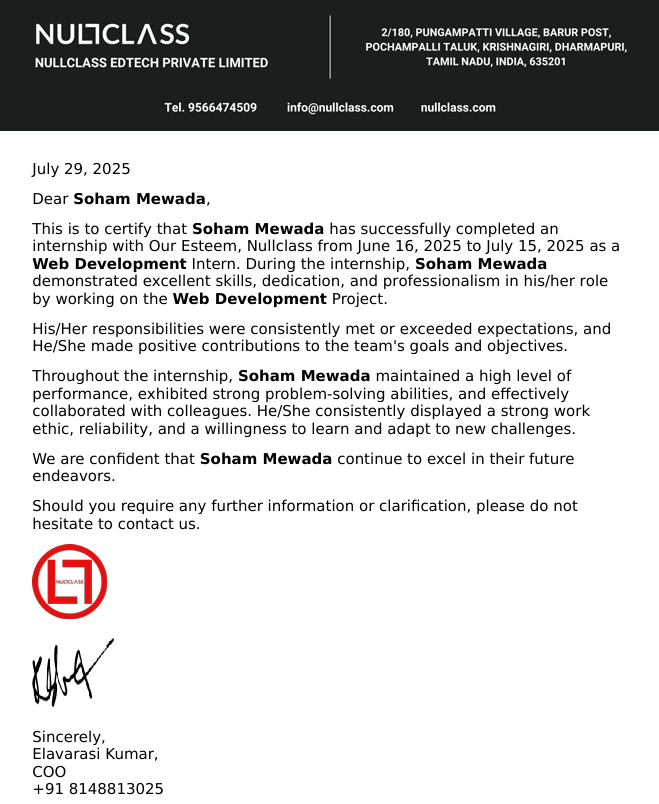 NULLCLASS
NULLCLASS EDTECH PRIVATE LIMITED
2/180, PUNGAMPATTI VILLAGE, BARUR POST,
POCHAMPALLI TALUK, KRISHNAGIRI, DHARMAPURI,
TAMIL NADU, INDIA, 635201
Tel. 9566474509 info@nullclass.com nullclass.com
July 29, 2025
Dear Soham Mewada,
This is to certify that Soham Mewada has successfully completed an
internship with Our Esteem, Nullclass from June 16, 2025 to July 15, 2025 as a
Web Development Intern. During the internship, Soham Mewada
demonstrated excellent skills, dedication, and professionalism in his/her role
by working on the Web Development Project.
His/Her responsibilities were consistently met or exceeded expectations, and
He/She made positive contributions to the team's goals and objectives.
Throughout the internship, Soham Mewada maintained a high level of
performance, exhibited strong problem-solving abilities, and effectively
collaborated with colleagues. He/She consistently displayed a strong work
ethic, reliability, and a willingness to learn and adapt to new challenges.
We are confident that Soham Mewada continue to excel in their future
endeavors.
Should you require any further information or clarification, please do not
hesitate to contact us.
NULLCLASS
Sincerely,
Elavarasi Kumar,
COO
+91 8148813025